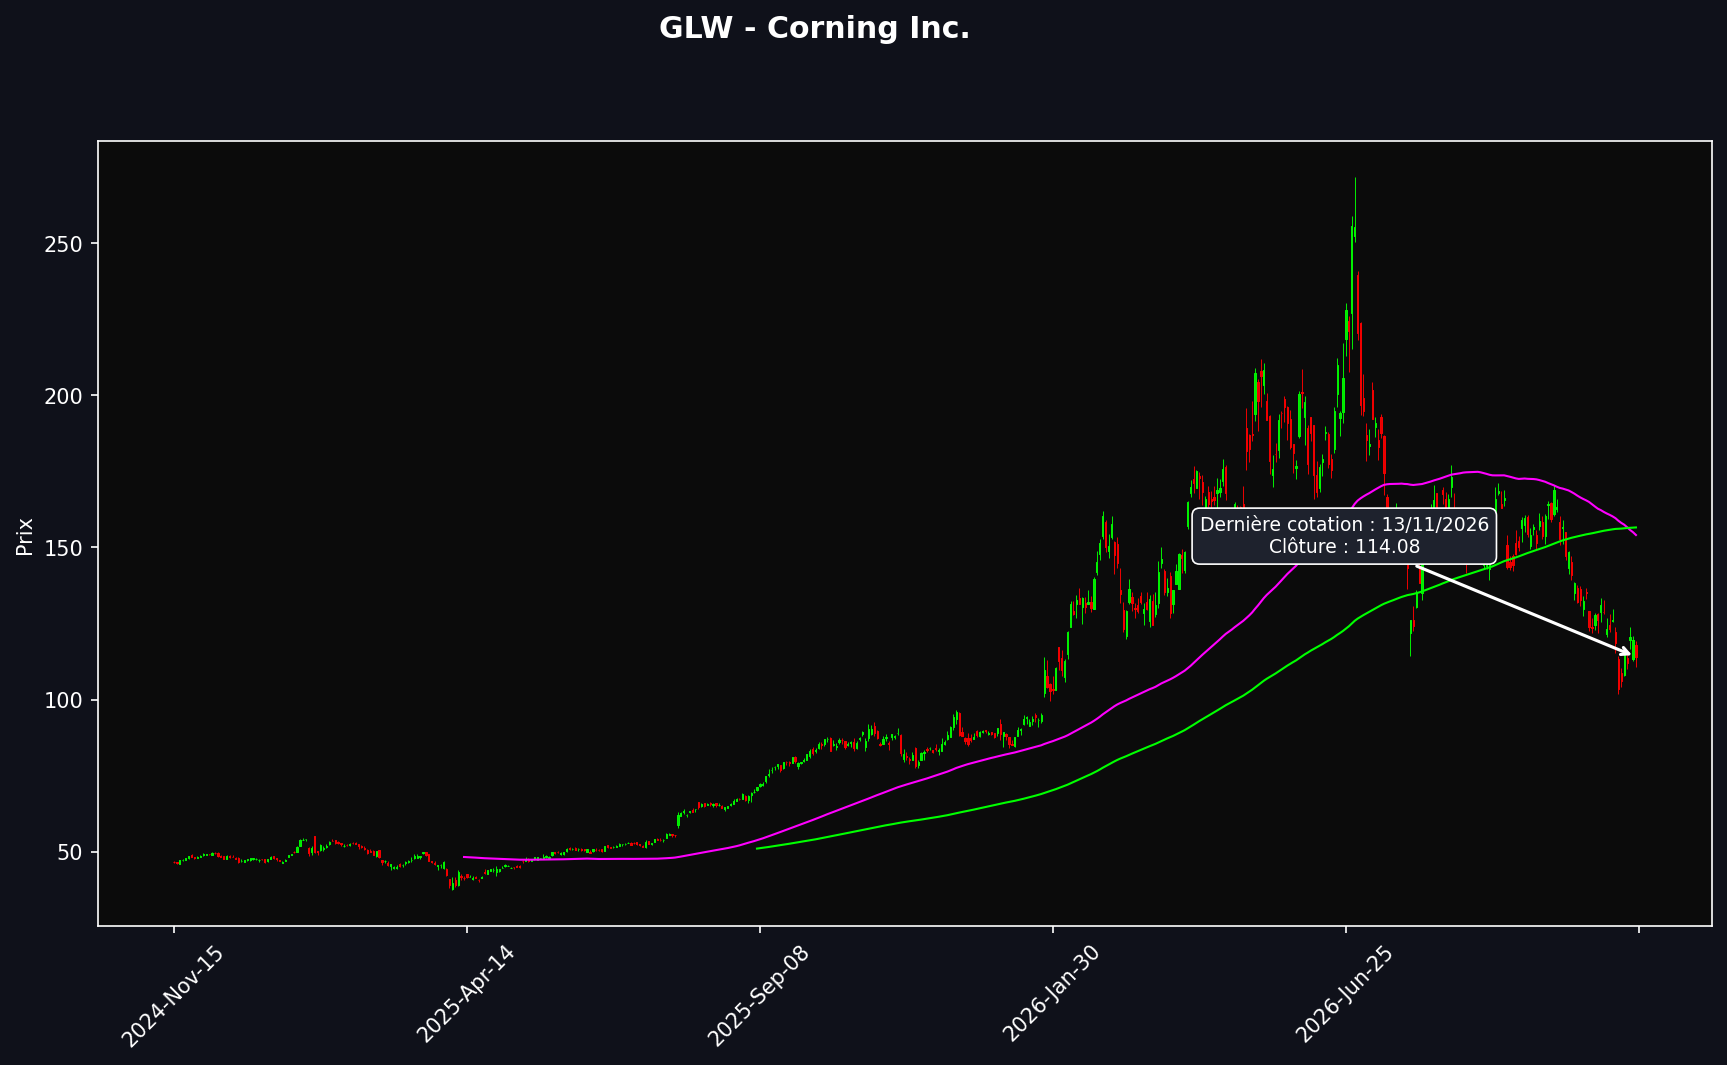 GLW - Corning Inc.
Prix
250
200
150
100
50
Dernière cotation : 13/11/2026
Clôture : 114.08
2024-Nov-15
2025-Apr-14
2025-Sep-08
2026-Jan-30
2026-Jun-25